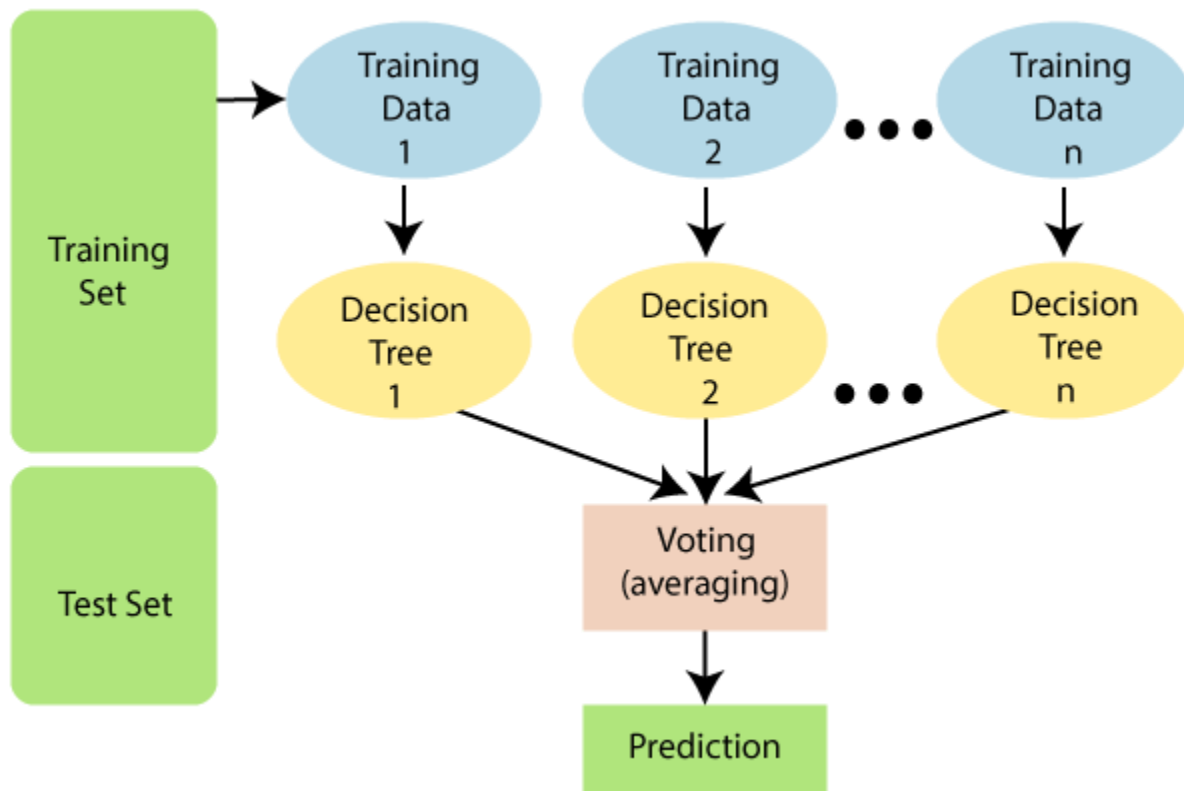 Training
Set
Test Set
Training
Data
1
Training
Data
2
Training
Data
n
Decision
Tree
1
Decision
Tree
2
Decision
Tree
n
Voting
(averaging)
Prediction